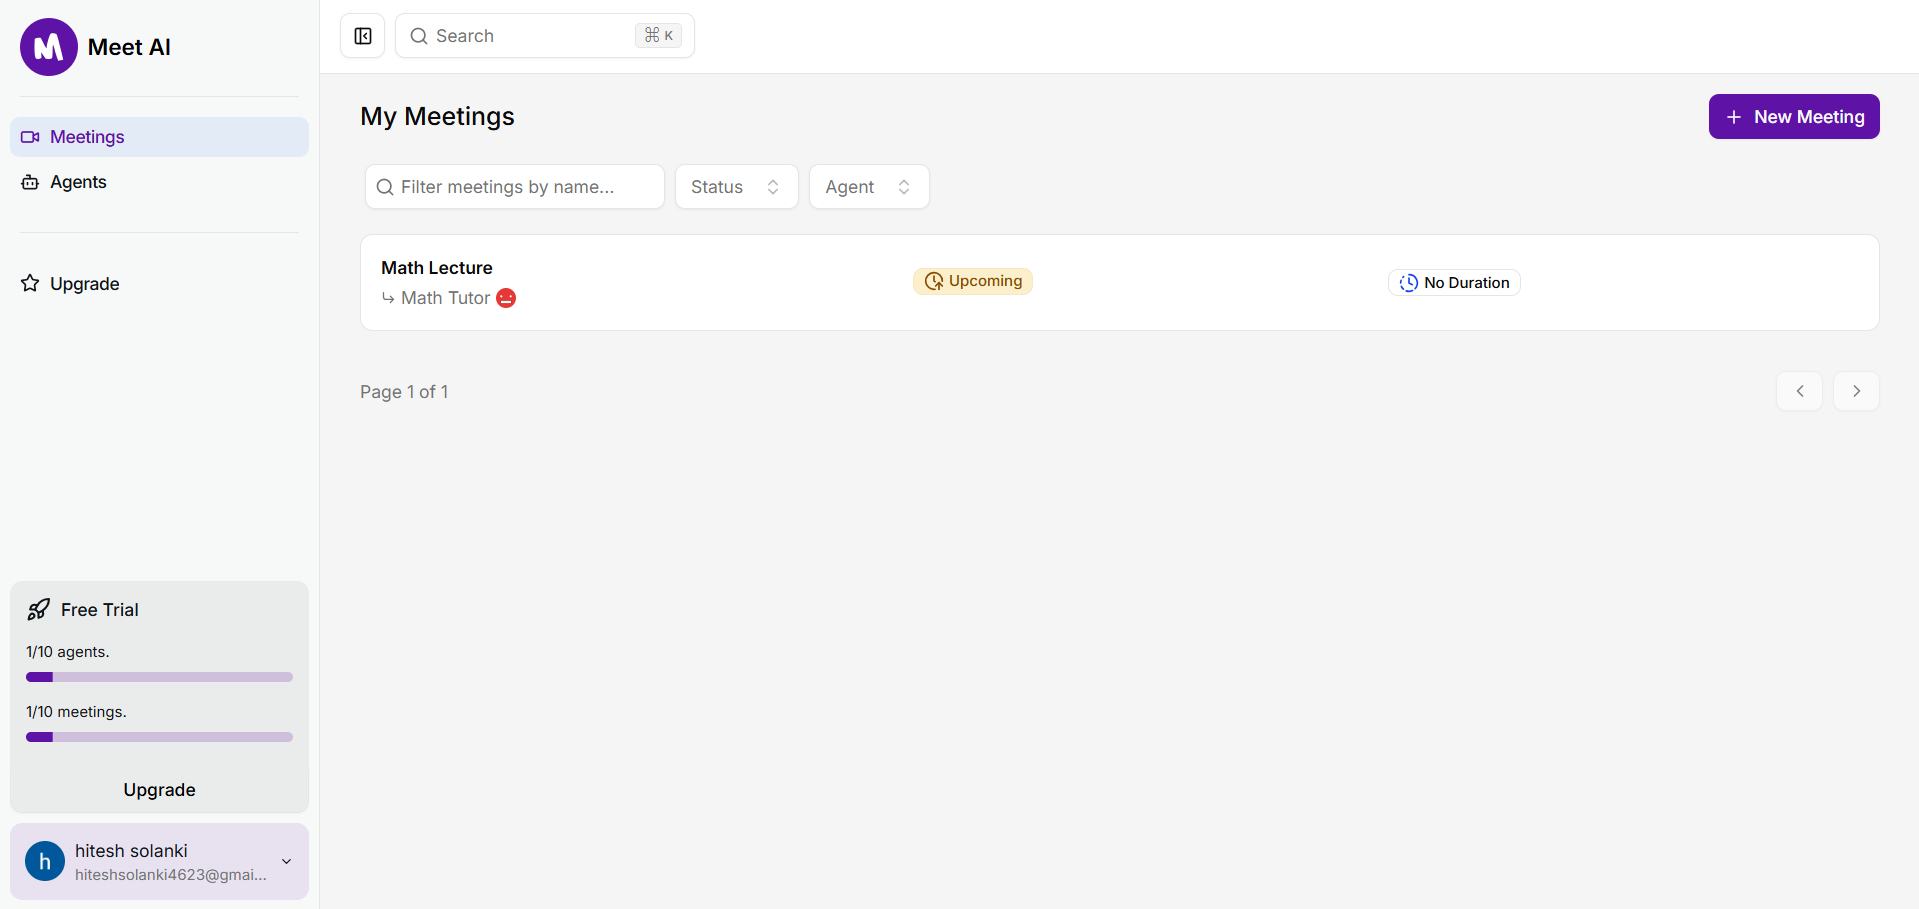 Meet AI
Meetings
Agents
Upgrade
Free Trial
1/10 agents.
1/10 meetings.
Upgrade
h
hitesh solanki
hiteshsolanki4623@gmai...
Search
⌘ K
My Meetings
New Meeting
Filter meetings by name...
Status
Agent
Math Lecture
Math Tutor
Upcoming
No Duration
Page 1 of 1